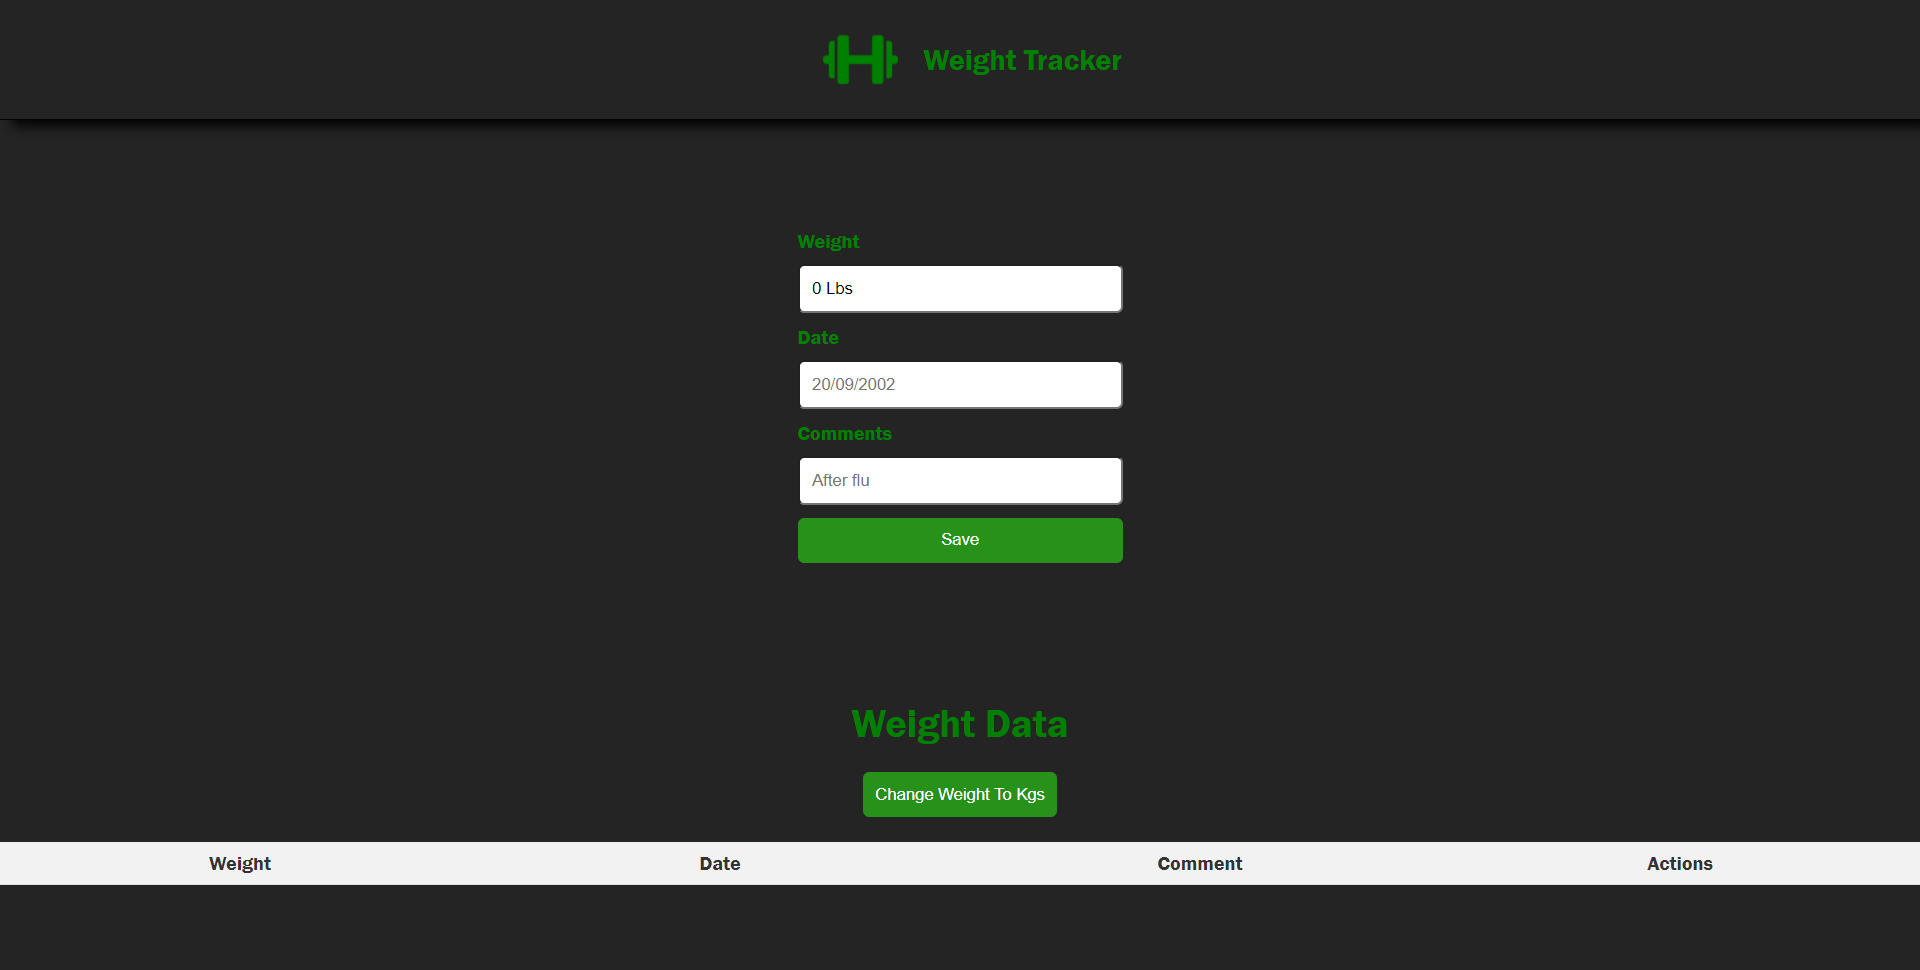 Weight Tracker
Weight
0 Lbs
Date
20/09/2002
Comments
After flu
Save
Weight Data
Change Weight To Kgs
Weight Date Comment Actions